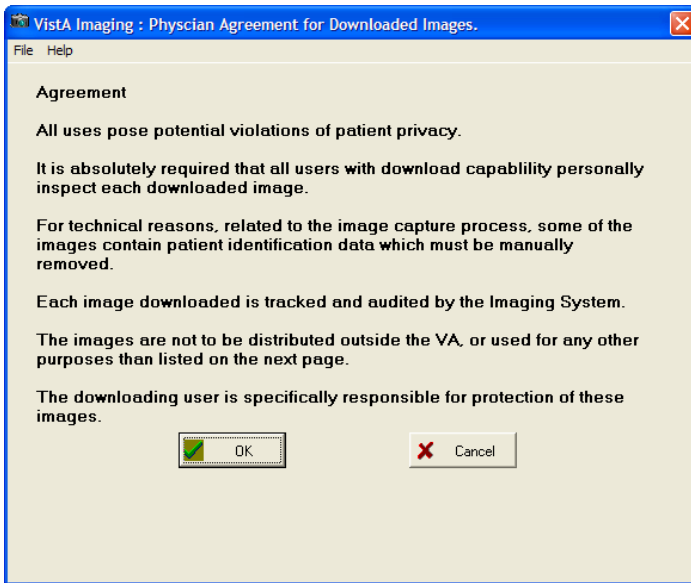 VistA Imaging : Physcian Agreement for Downloaded Images.
File Help
Agreement
All uses pose potential violations of patient privacy.
It is absolutely required that all users with download capablility personally
inspect each downloaded image.
For technical reasons, related to the image capture process, some of the
images contain patient identification data which must be manually
removed.
Each image downloaded is tracked and audited by the Imaging System.
The images are not to be distributed outside the VA, or used for any other
purposes than listed on the next page.
The downloading user is specifically responsible for protection of these
images.
OK Cancel